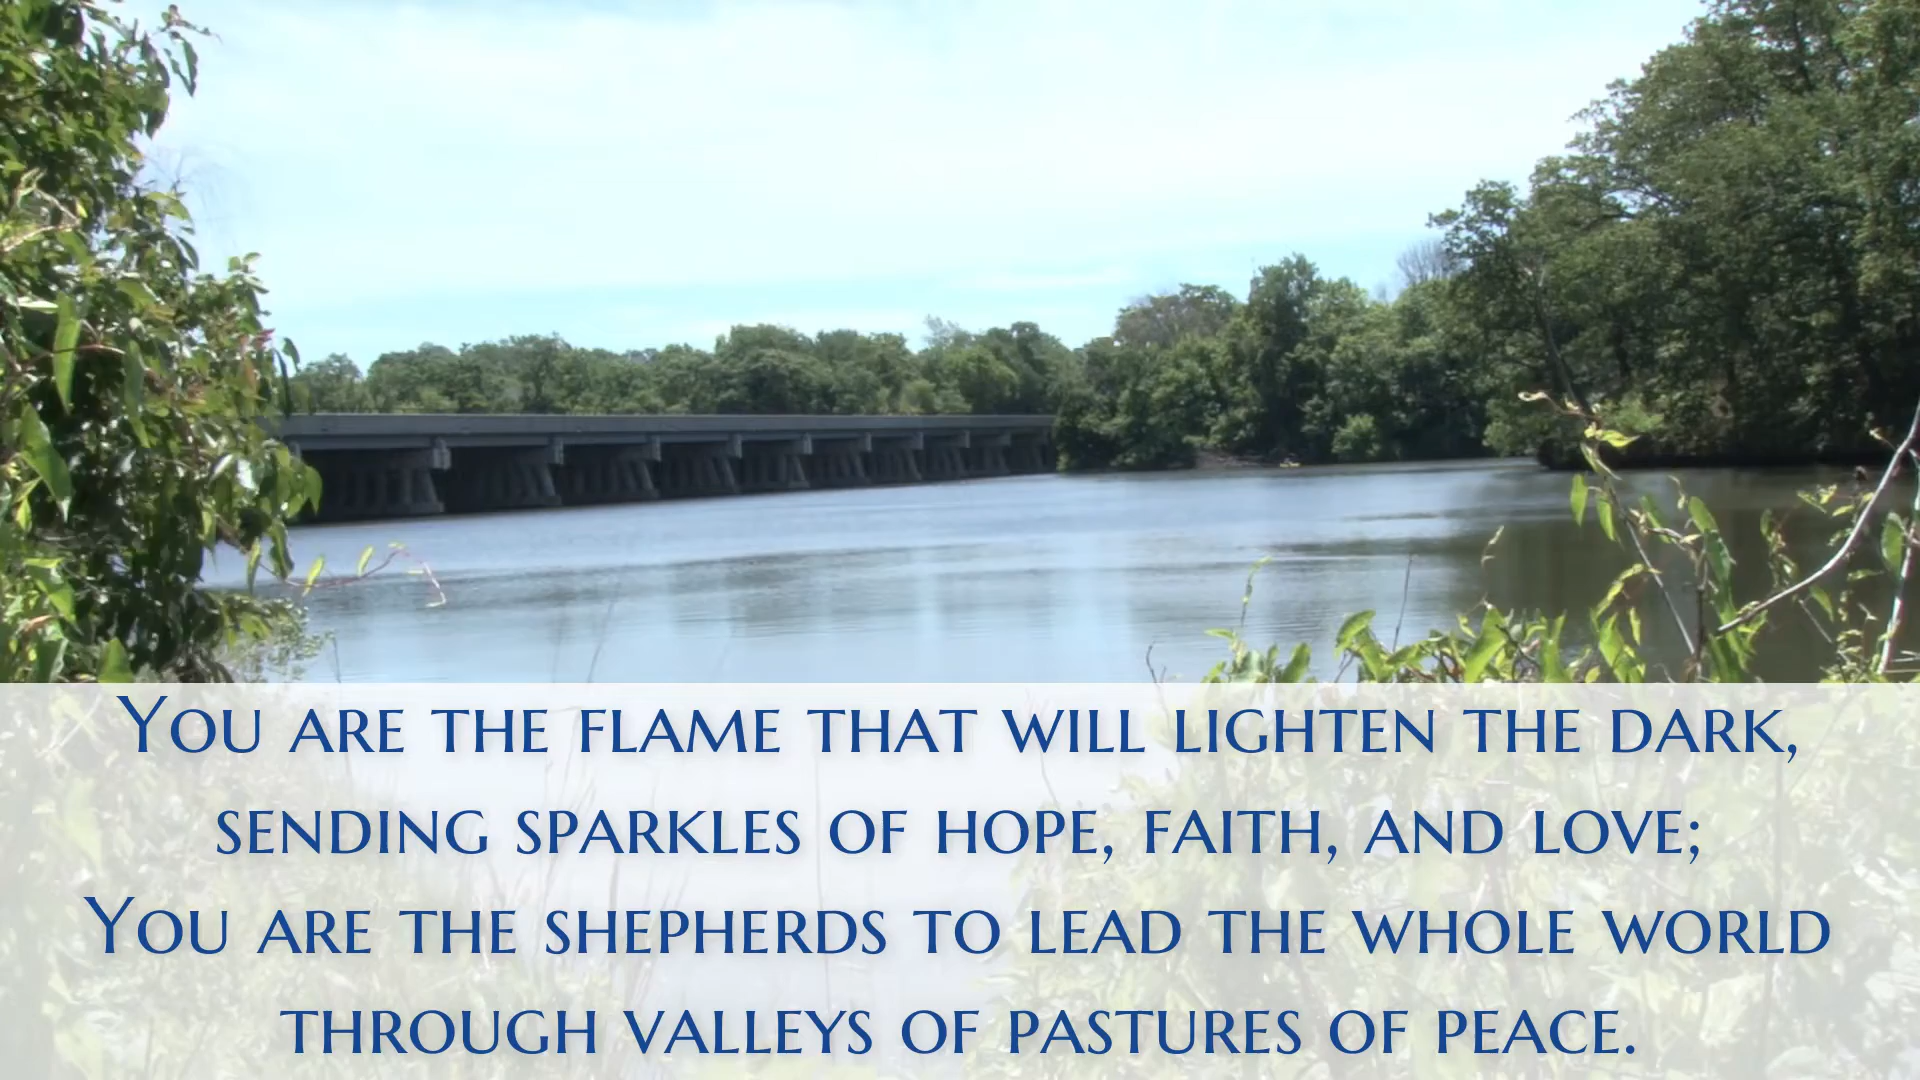 You are the flame that will lighten the dark,
sending sparkles of hope, faith, and love;
You are the shepherds to lead the whole world
through valleys of pastures of peace.